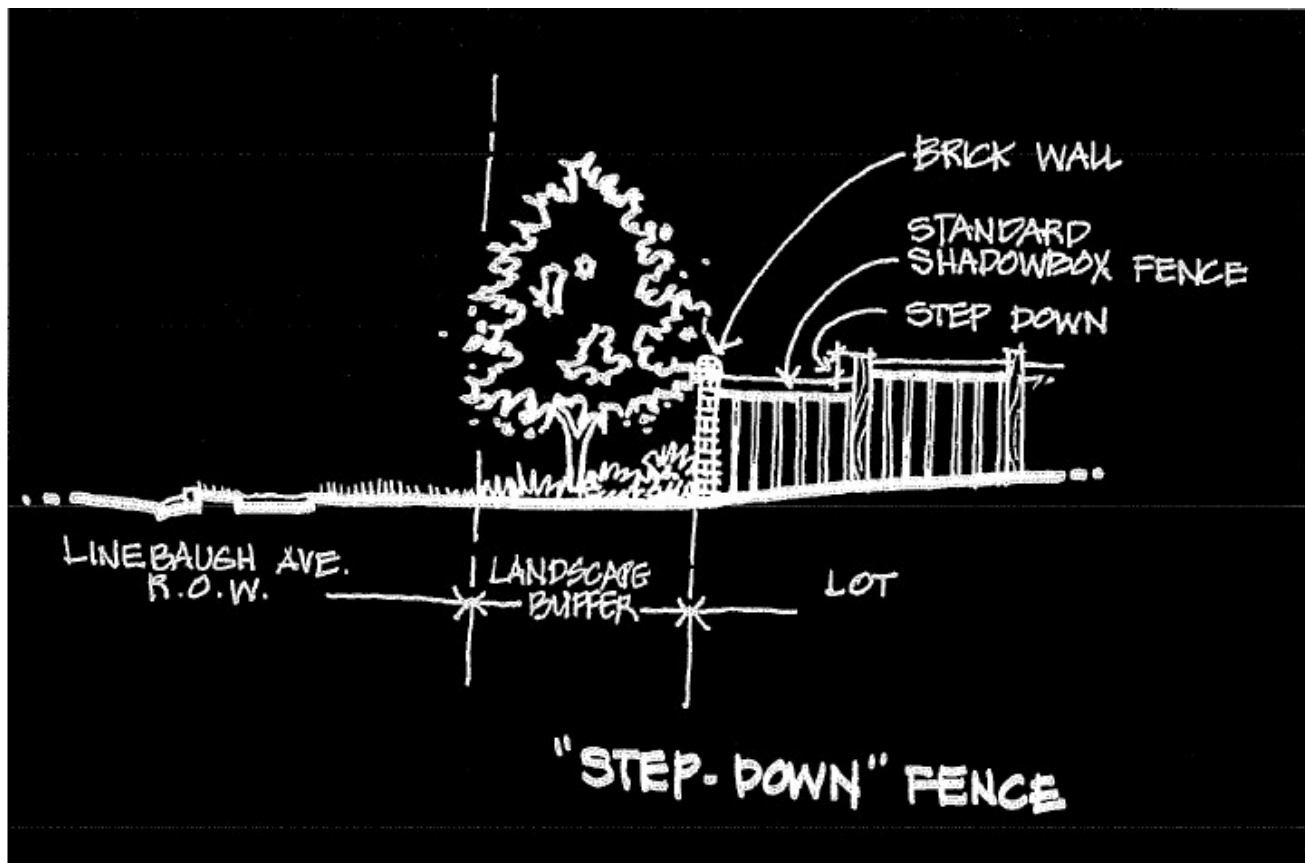 BRICK WALL
STANDARD
SHADOWBOX FENCE
STEP DOWN
LINEBAUGH AVE.
R.O.W.
LANDSCAPE
BUFFER
LOT
"STEP-DOWN" FENCE